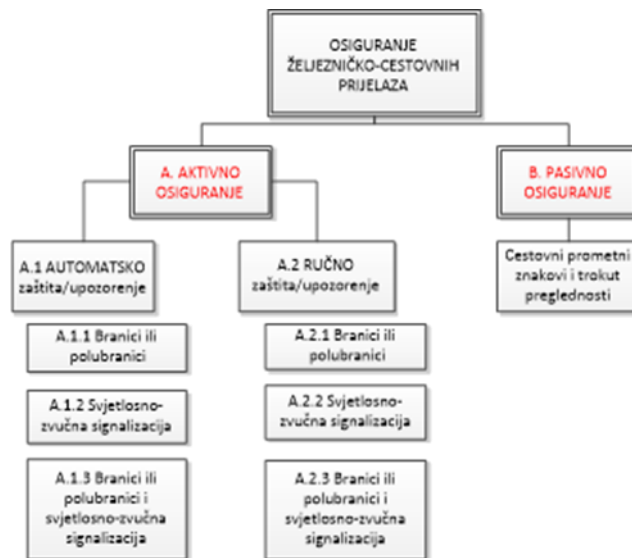 OSIGURANJE
ŽELJEZNIČKO-CESTOVNIH
PRIJELAZA
A. AKTIVNO
OSIGURANJE
B. PASIVNO
OSIGURANJE
A.1 AUTOMATSKO
zaštita/upozorenje
A.2 RUČNO
zaštita/upozorenje
Cestovni prometni
znakovi i trokut
preglednosti
A.1.1 Branici ili
polubranici
A.2.1 Branici ili
polubranici
A.1.2 Svjetlosno-
zvučna signalizacija
A.2.2 Svjetlosno-
zvučna signalizacija
A.1.3 Branici ili
polubranici i
svjetlosno-zvučna
signalizacija
A.2.3 Branici ili
polubranici i
svjetlosno-zvučna
signalizacija